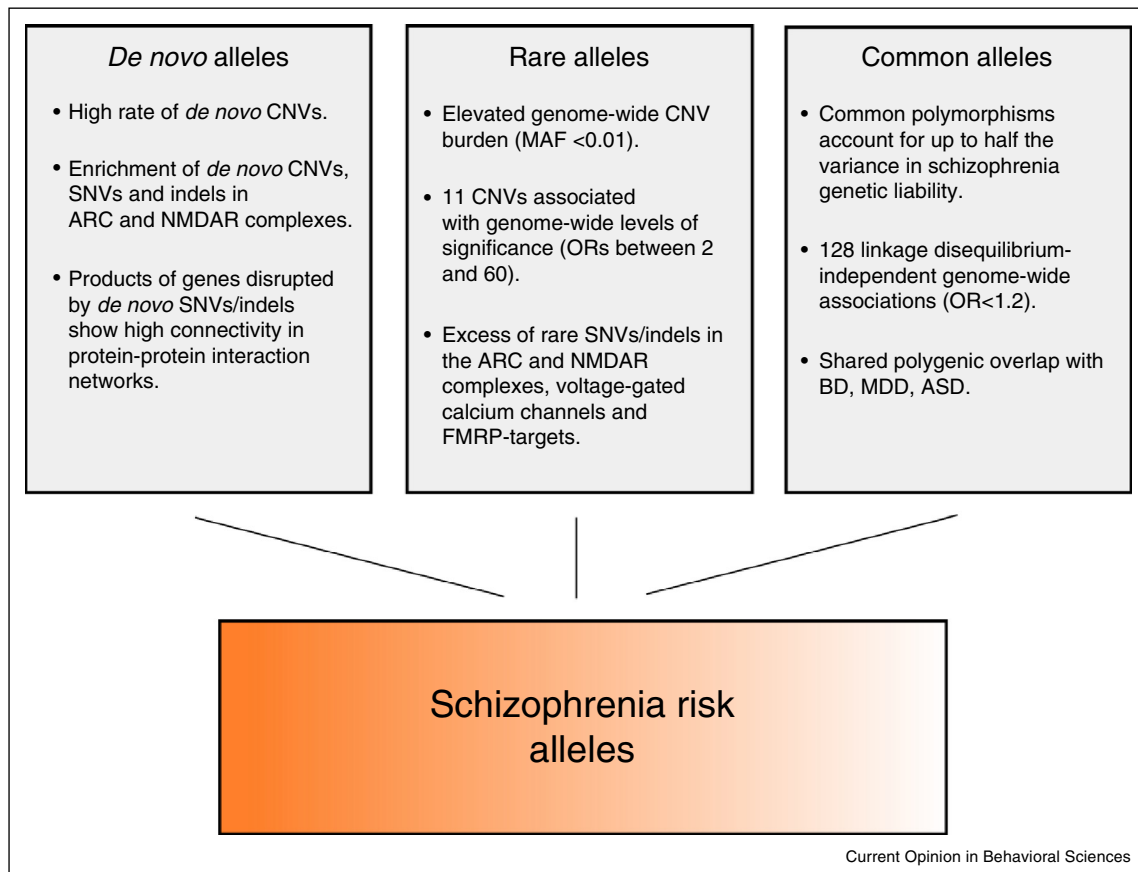 De novo alleles
• High rate of de novo CNVs.
• Enrichment of de novo CNVs,
SNVs and indels in
ARC and NMDAR complexes.
• Products of genes disrupted
by de novo SNVs/indels
show high connectivity in
protein-protein interaction
networks.
Rare alleles
• Elevated genome-wide CNV
burden (MAF <0.01).
• 11 CNVs associated
with genome-wide levels of
significance (ORs between 2
and 60).
• Excess of rare SNVs/indels in
the ARC and NMDAR
complexes, voltage-gated
calcium channels and
FMRP-targets.
Common alleles
• Common polymorphisms
account for up to half the
variance in schizophrenia
genetic liability.
• 128 linkage disequilibrium-
independent genome-wide
associations (OR<1.2).
• Shared polygenic overlap with
BD, MDD, ASD.
Schizophrenia risk
alleles
Current Opinion in Behavioral Sciences